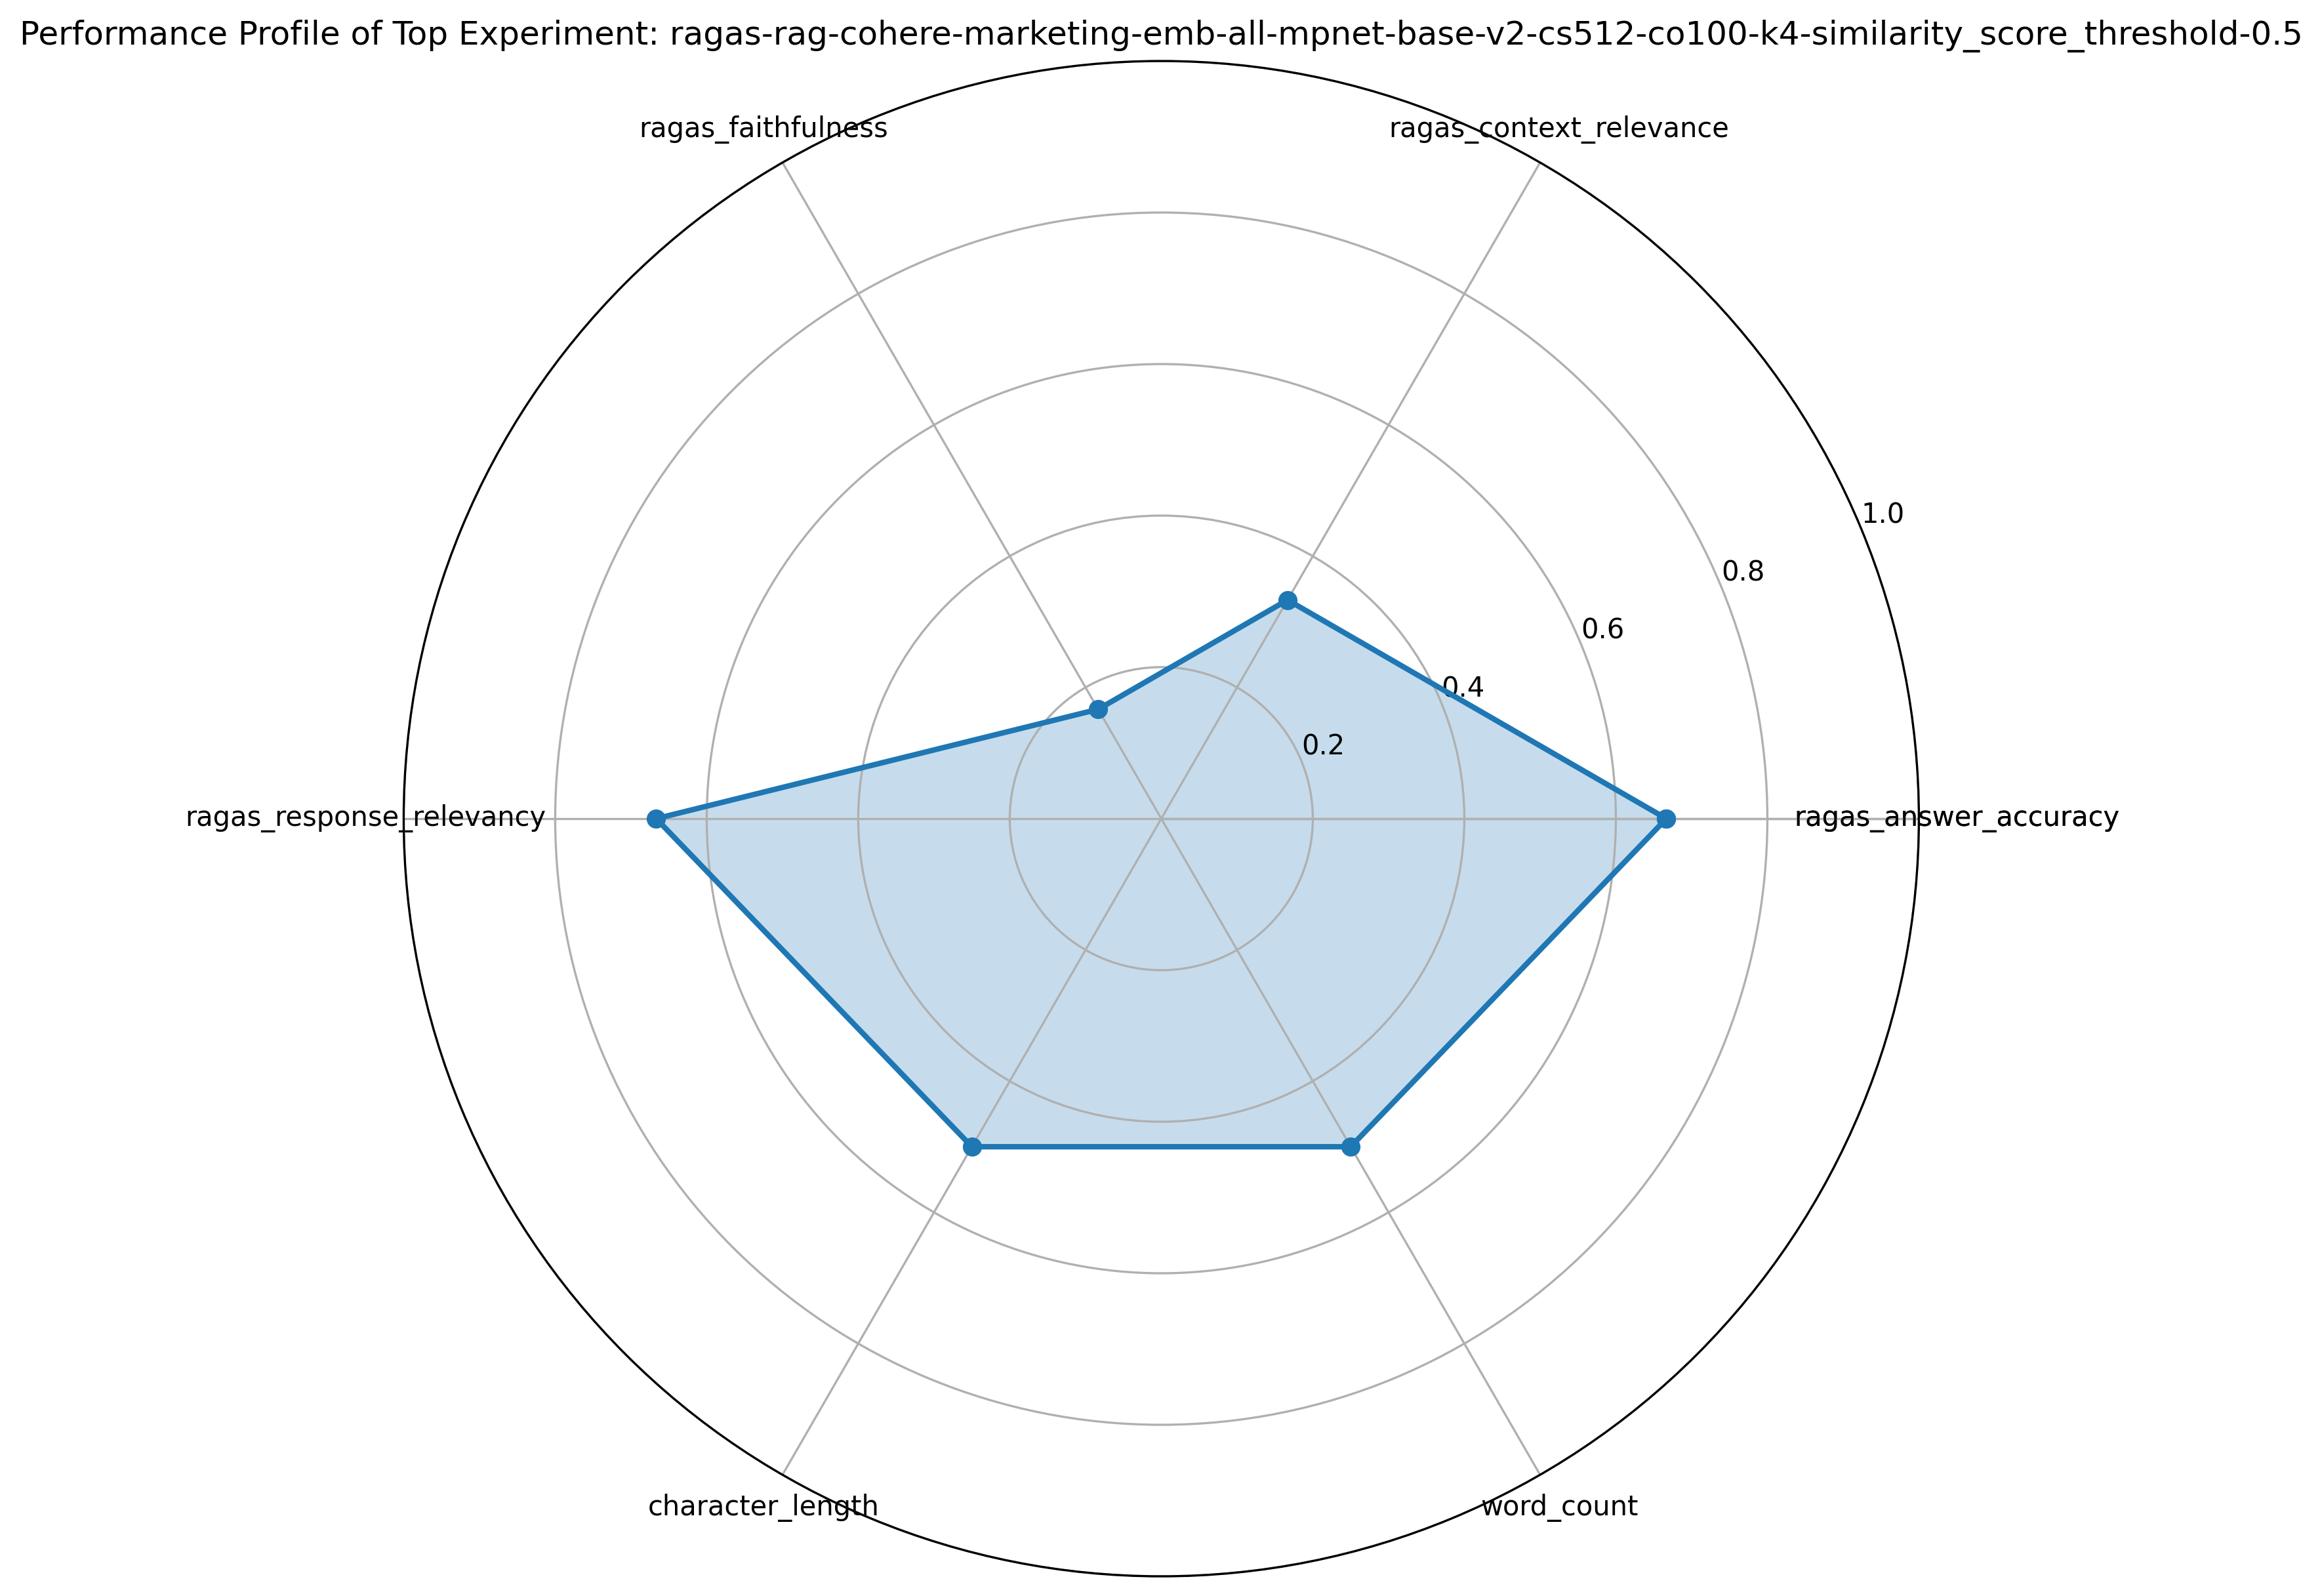 Performance Profile of Top Experiment: ragas-rag-cohere-marketing-emb-all-mpnet-base-v2-cs512-co100-k4-similarity_score_threshold-0.5
ragas_faithfulness
ragas_context_relevance
1.0
0.8
0.6
0.4
0.2
ragas_response_relevancy
ragas_answer_accuracy
character_length
word_count